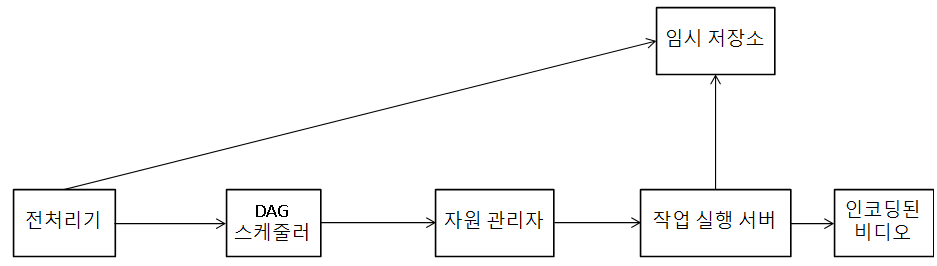 임시 저장소
전처리기
DAG
스케줄러
자원 관리자
작업 실행 서버
인코딩된
비디오